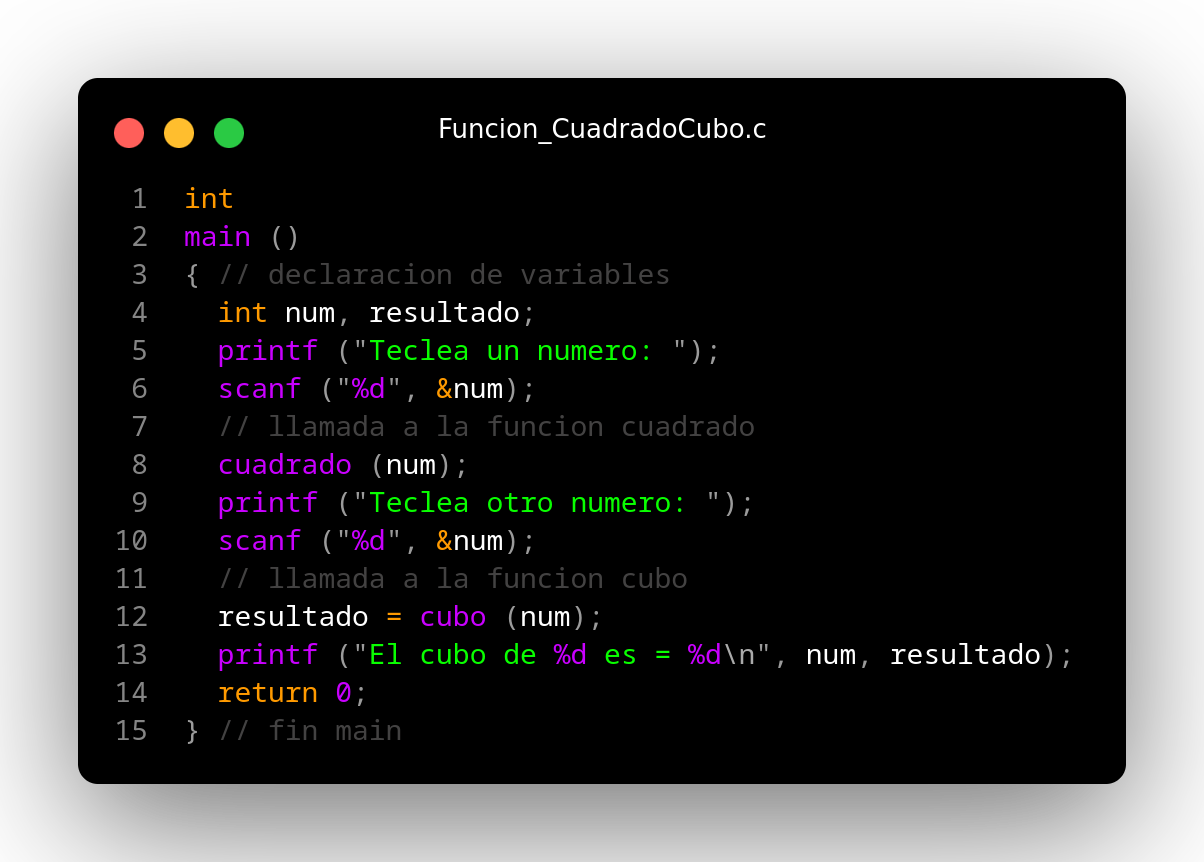 Funcion_CuadradoCubo.c
1 int
2 main ()
3 { // declaracion de variables
4   int num, resultado;
5   printf ("Teclea un numero: ");
6   scanf ("%d", &num);
7   // llamada a la funcion cuadrado
8   cuadrado (num);
9   printf ("Teclea otro numero: ");
10   scanf ("%d", &num);
11   // llamada a la funcion cubo
12   resultado = cubo (num);
13   printf ("El cubo de %d es = %d\n", num, resultado);
14   return 0;
15 } // fin main